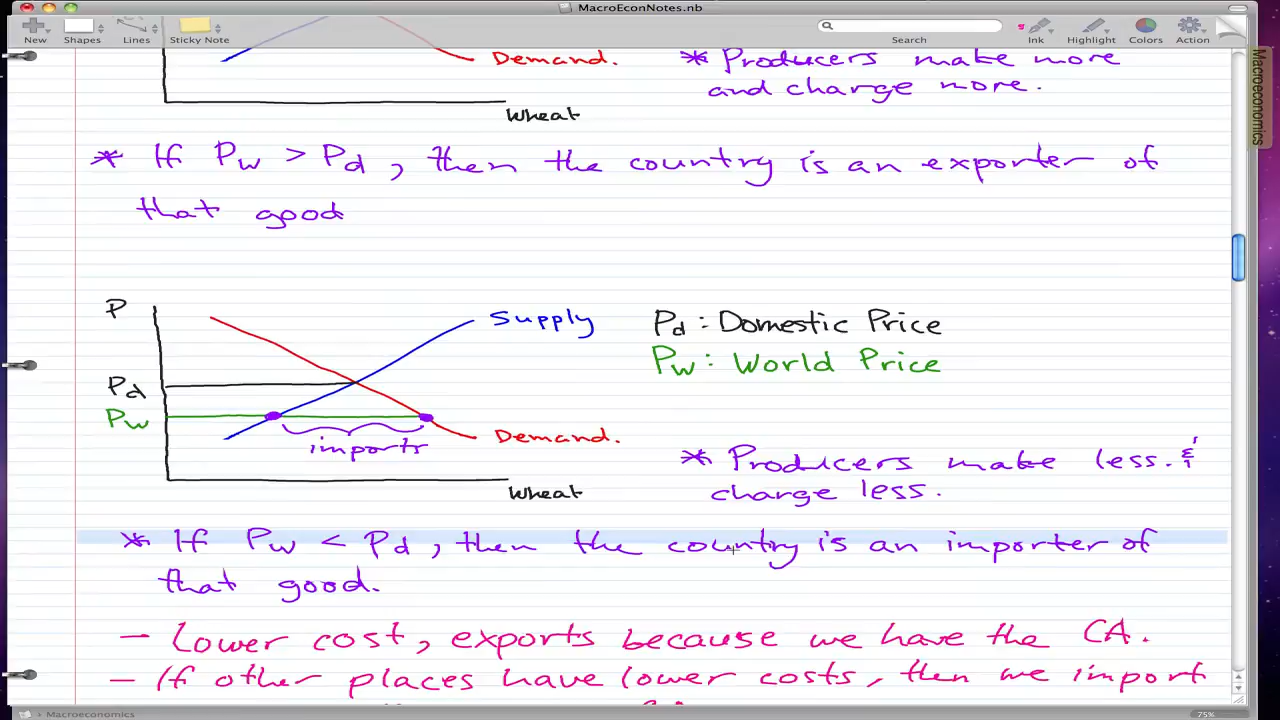 MacroEconNotes.nb
New Shapes Lines Sticky Note Search Ink Highlight Colors Action
Macroeconomics
Demand.
* Producers make more
and charge more.
Wheat
* If Pw > Pd, then the country is an exporter of
that good
P
Supply
Pd : Domestic Price
Pw : World Price
Pd
Pw
imports
Demand.
* Producers make less. &
charge less.
Wheat
* If Pw < Pd, then the country is an importer of
that good.
- Lower cost, exports because we have the CA.
- If other places have lower costs, then we import
Macroeconomics
75%